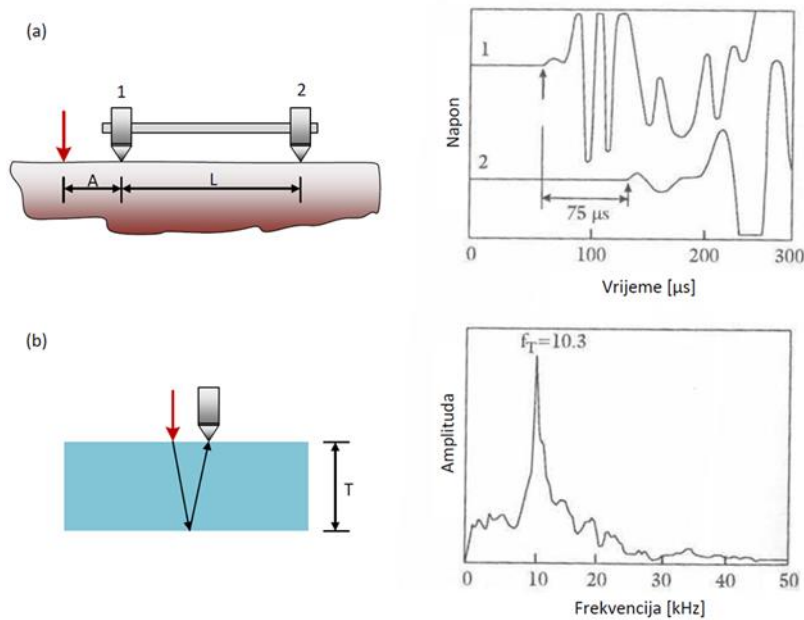 (a)
1
2
A
L
1
2
75 µs
Napon
0
100
200
300
Vrijeme [µs]
(b)
T
f_T=10.3
Amplituda
0
10
20
30
40
50
Frekvencija [kHz]